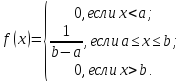 0, если x < a;
f(x) = { 1/(b−a), если a ≤ x ≤ b;
0, если x > b.